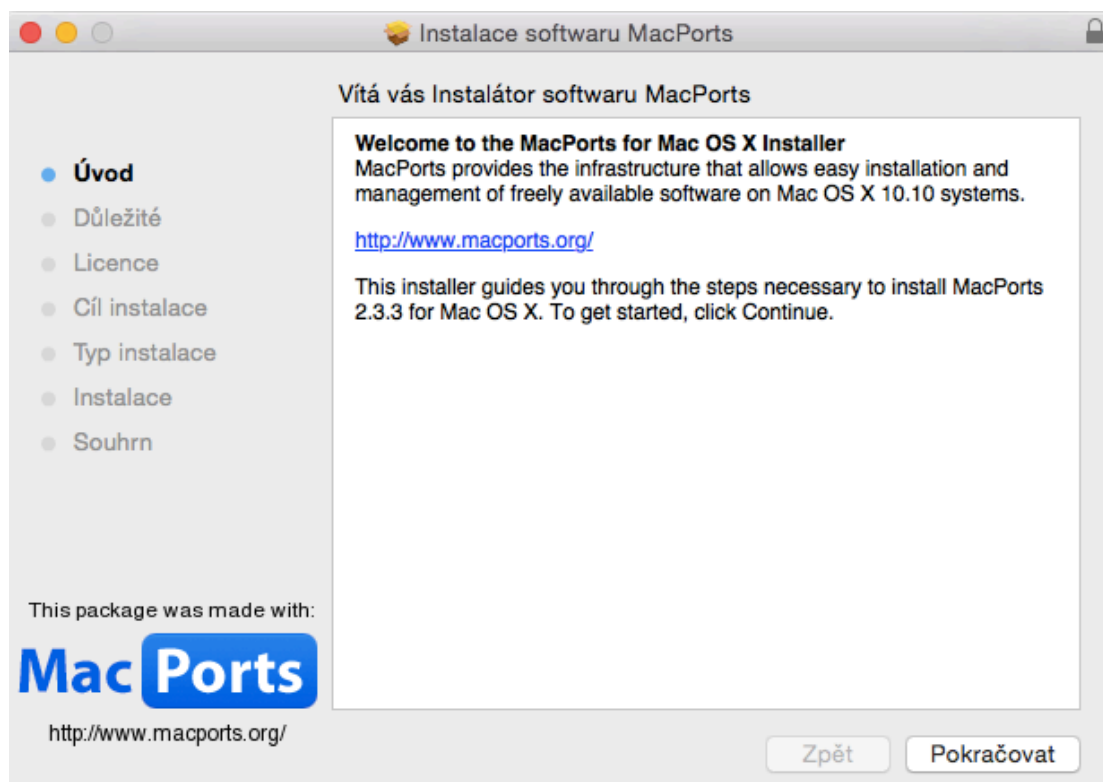 Instalace softwaru MacPorts
Vítá vás Instalátor softwaru MacPorts
Úvod
Důležité
Licence
Cíl instalace
Typ instalace
Instalace
Souhrn
Welcome to the MacPorts for Mac OS X Installer
MacPorts provides the infrastructure that allows easy installation and
management of freely available software on Mac OS X 10.10 systems.
http://www.macports.org/
This installer guides you through the steps necessary to install MacPorts
2.3.3 for Mac OS X. To get started, click Continue.
This package was made with:
Mac Ports
http://www.macports.org/
Zpět
Pokračovat